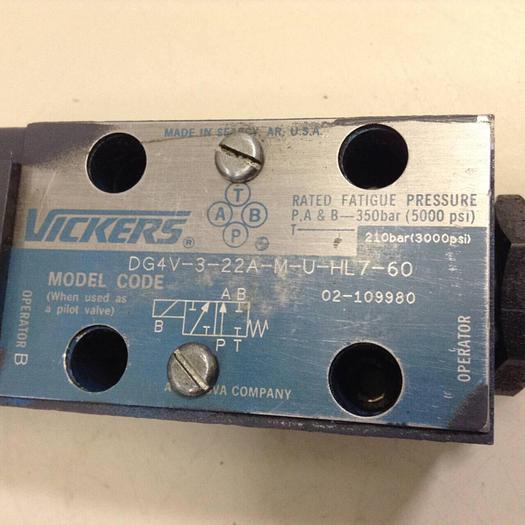 MADE IN SEARCY, AR, U.S.A.
T
A B
P
VICKERS®
RATED FATIGUE PRESSURE
P,A & B—350bar (5000 psi)
T— 210bar(3000psi)
DG4V-3-22A-M-U-HL7-60
MODEL CODE
(When used as
a pilot valve)
02-109980
A B
B
P T
OPERATOR B
OPERATOR
A COMPANY